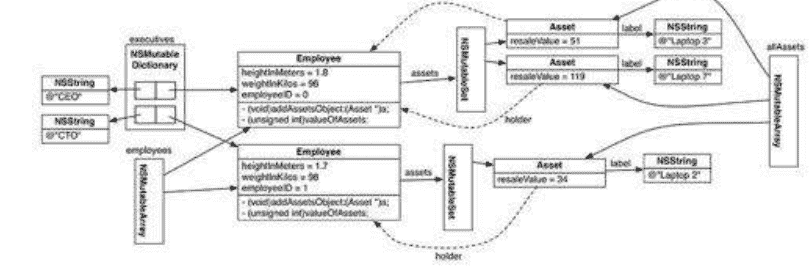 executives
NSMutable
Dictionary
NSString
@"CEO"
NSString
@"CTO"
employees
NSMutableArray
Employee
heightInMeters = 1.8
weightInKilos = 96
employeeID = 0
- (void)addAssetsObject:(Asset *)a;
- (unsigned int)valueOfAssets;
Employee
heightInMeters = 1.7
weightInKilos = 98
employeeID = 1
- (void)addAssetsObject:(Asset *)a;
- (unsigned int)valueOfAssets;
assets
NSMutableSet
assets
NSMutableSet
Asset
resaleValue = 51
label
NSString
@"Laptop 3"
Asset
resaleValue = 119
label
NSString
@"Laptop 7"
holder
Asset
resaleValue = 34
label
NSString
@"Laptop 2"
holder
allAssets
NSMutableArray